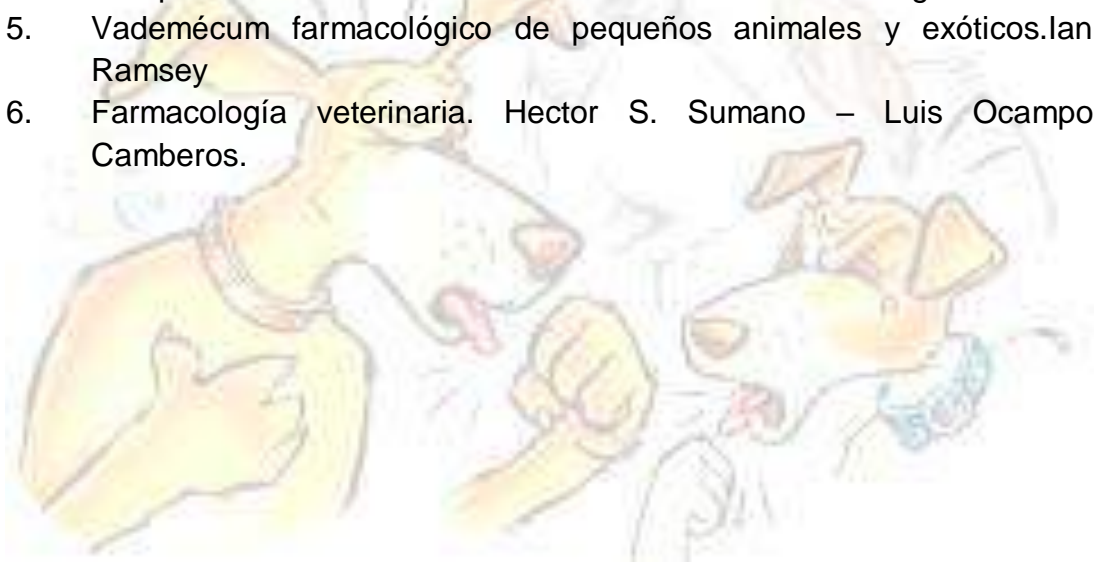 5. Vademécum farmacológico de pequeños animales y exóticos.Ian
Ramsey
6. Farmacología veterinaria. Hector S. Sumano – Luis Ocampo
Camberos.